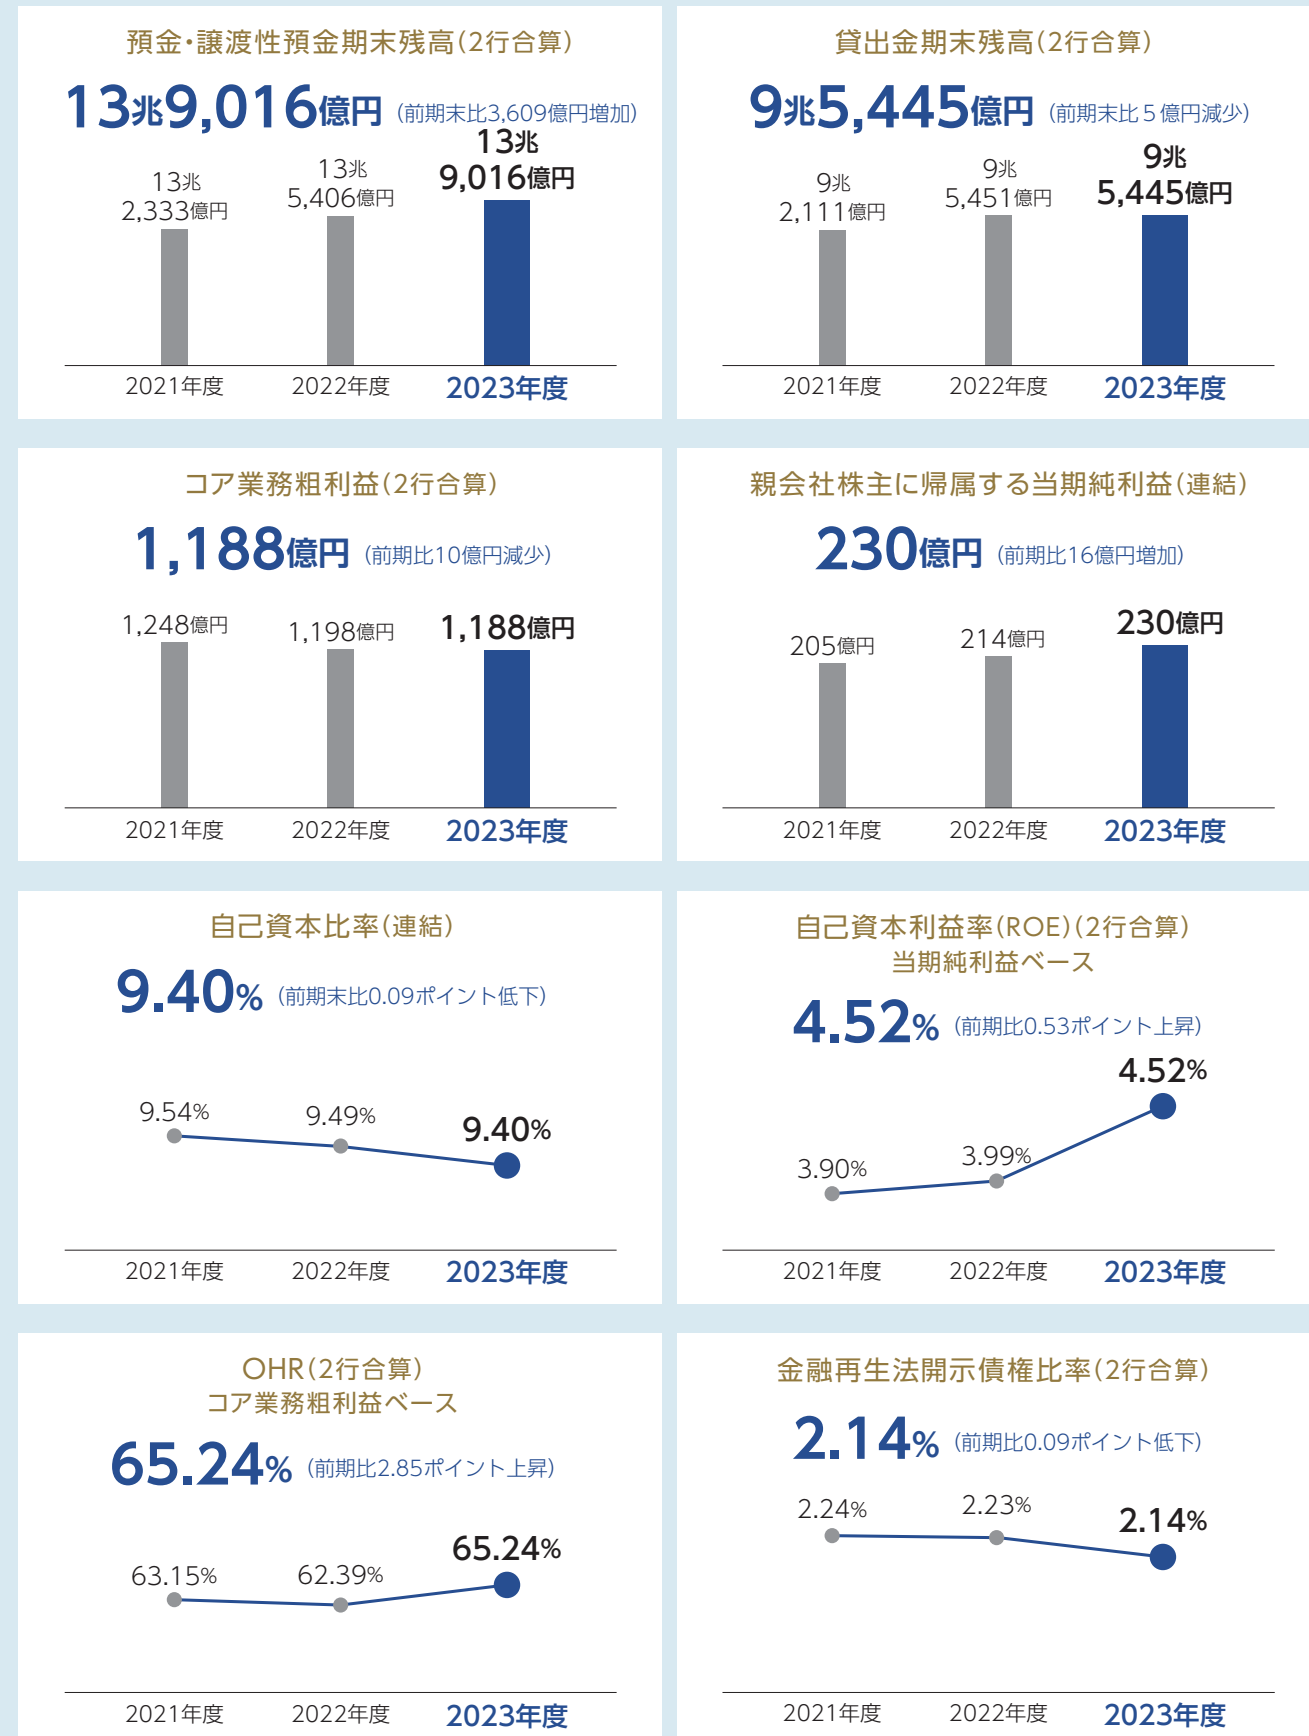 預金・譲渡性預金期末残高(2行合算)
13兆9,016億円 (前期末比3,609億円増加)
13兆
2,333億円
13兆
5,406億円
13兆
9,016億円
2021年度 2022年度 2023年度
貸出金期末残高(2行合算)
9兆5,445億円 (前期末比5億円減少)
9兆
2,111億円
9兆
5,451億円
9兆
5,445億円
2021年度 2022年度 2023年度
コア業務粗利益(2行合算)
1,188億円 (前期比10億円減少)
1,248億円 1,198億円 1,188億円
2021年度 2022年度 2023年度
親会社株主に帰属する当期純利益(連結)
230億円 (前期比16億円増加)
205億円 214億円 230億円
2021年度 2022年度 2023年度
自己資本比率(連結)
9.40% (前期末比0.09ポイント低下)
9.54% 9.49% 9.40%
2021年度 2022年度 2023年度
自己資本利益率(ROE)(2行合算)
当期純利益ベース
4.52% (前期比0.53ポイント上昇)
3.90% 3.99% 4.52%
2021年度 2022年度 2023年度
OHR(2行合算)
コア業務粗利益ベース
65.24% (前期比2.85ポイント上昇)
63.15% 62.39% 65.24%
2021年度 2022年度 2023年度
金融再生法開示債権比率(2行合算)
2.14% (前期比0.09ポイント低下)
2.24% 2.23% 2.14%
2021年度 2022年度 2023年度